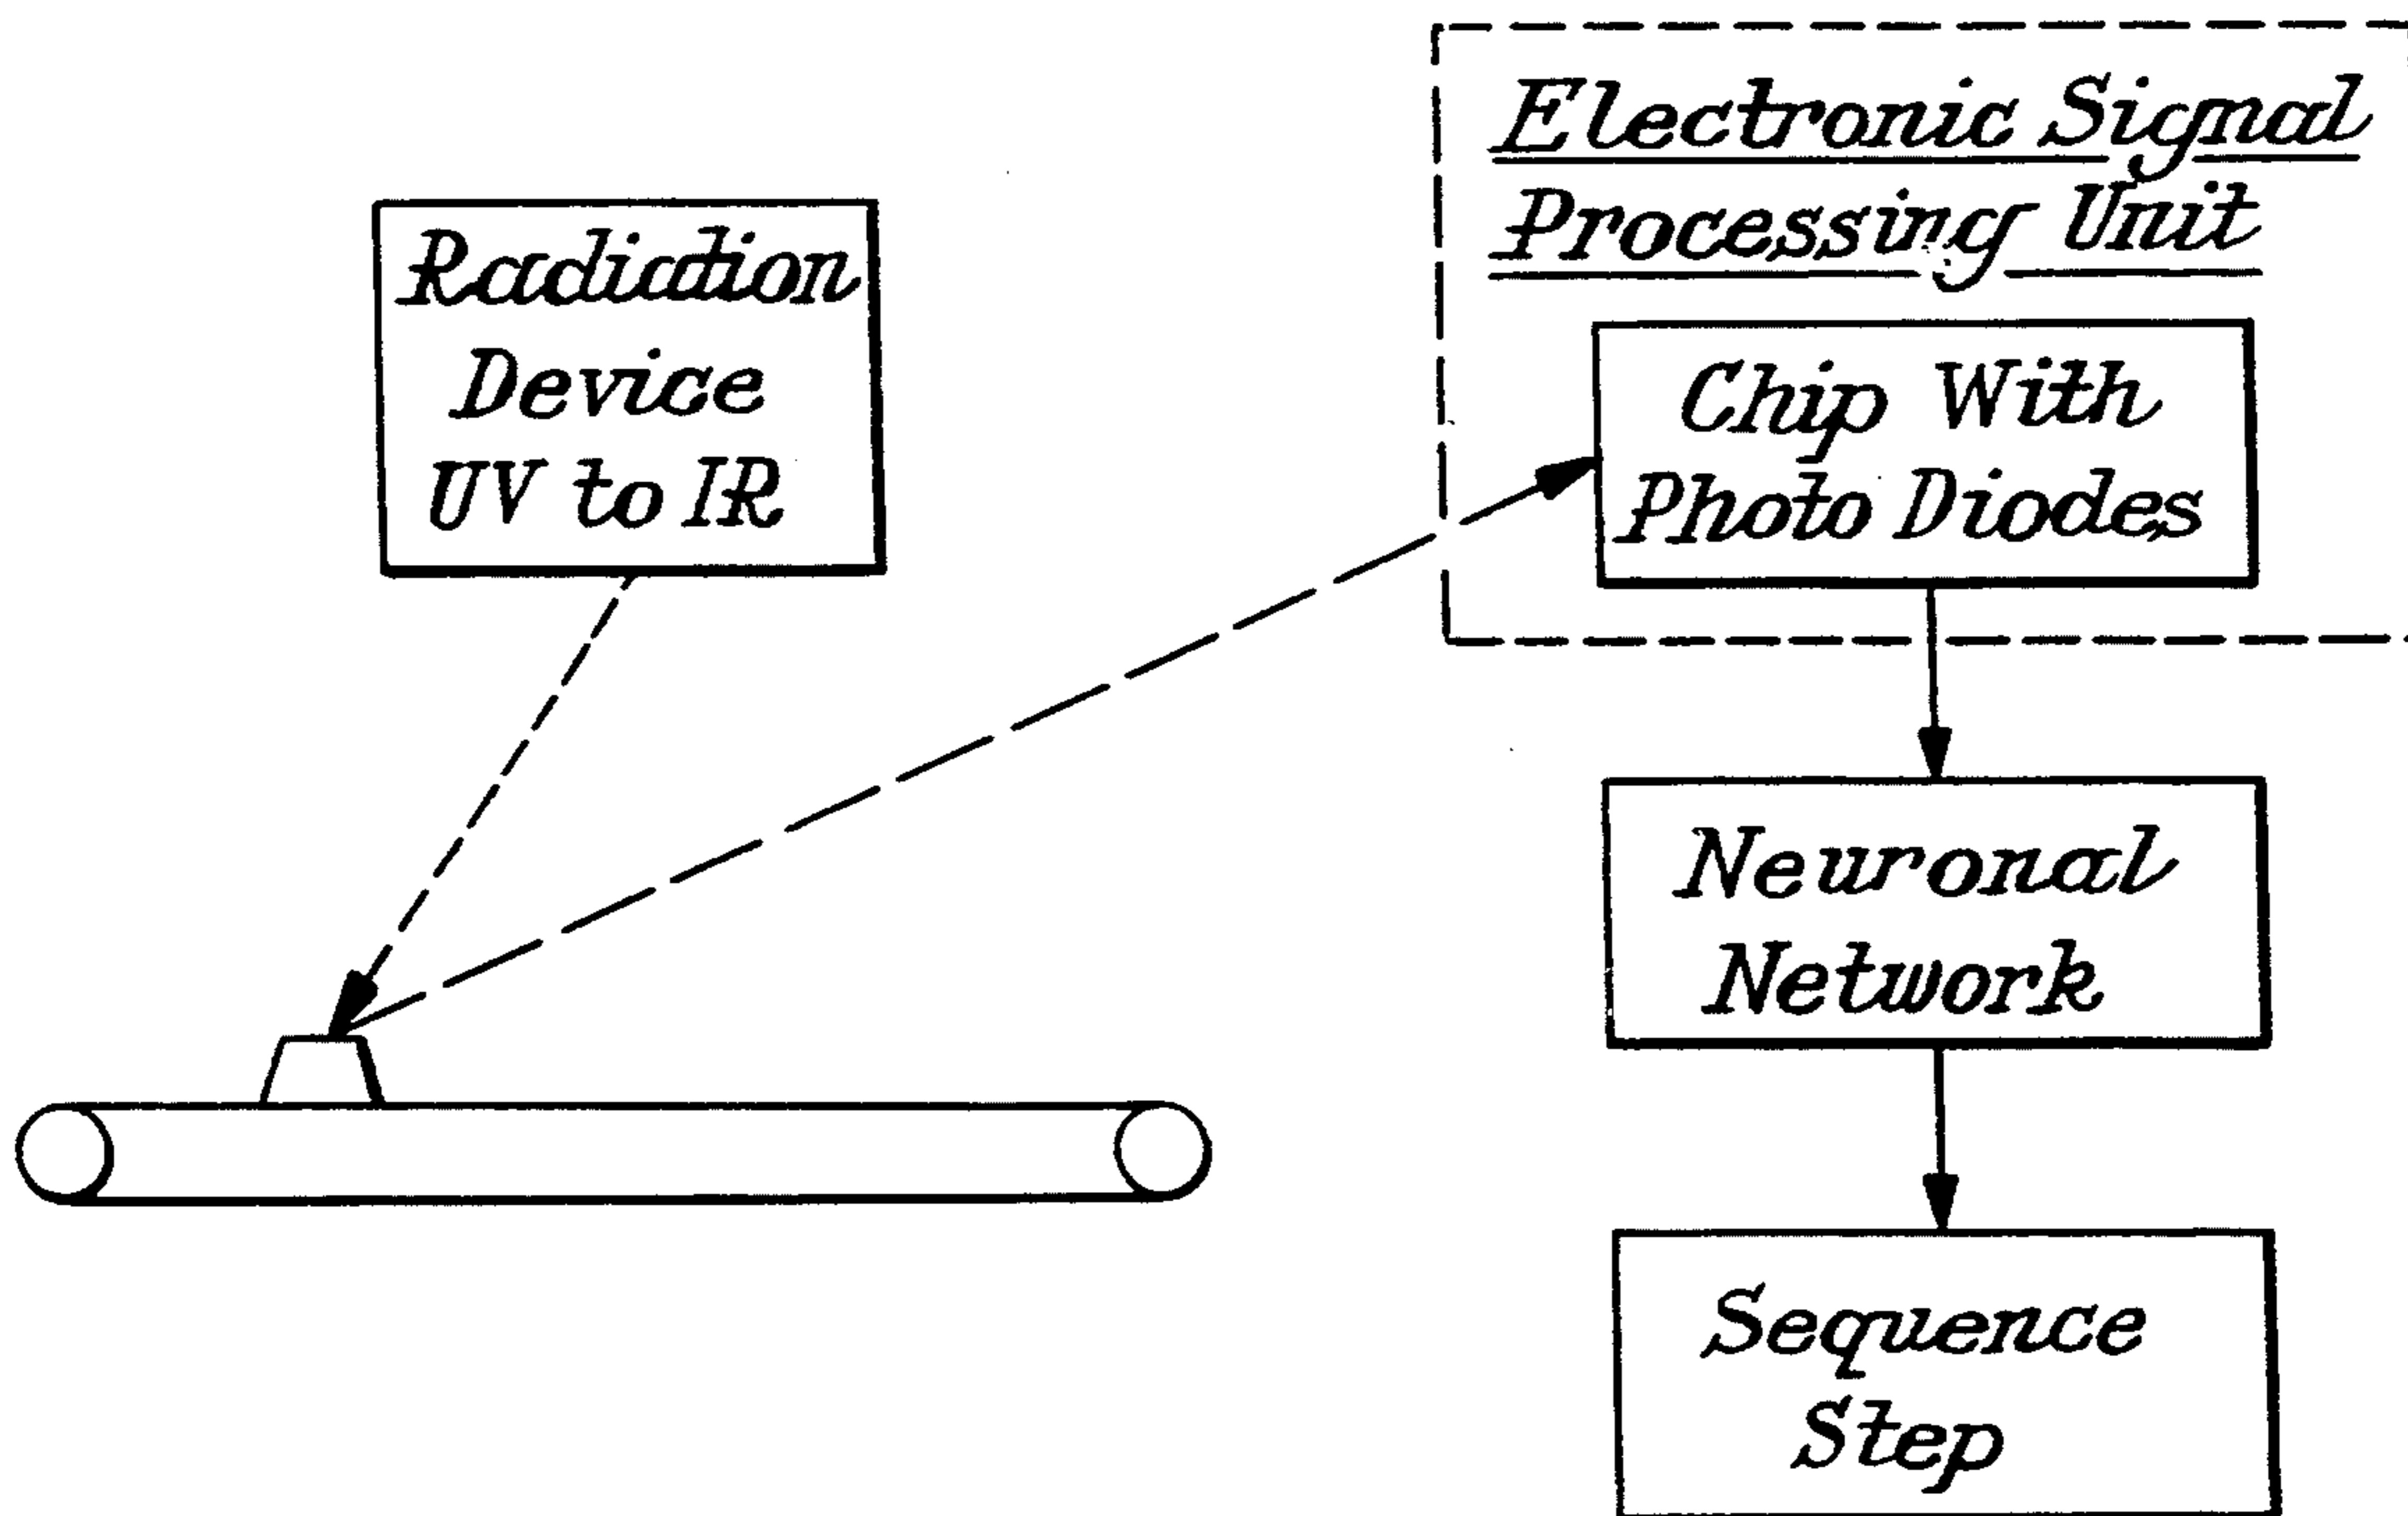 Radiation
Device
UV to IR
Electronic Signal
Processing Unit
Chip With
Photo Diodes
Neuronal
Network
Sequence
Step